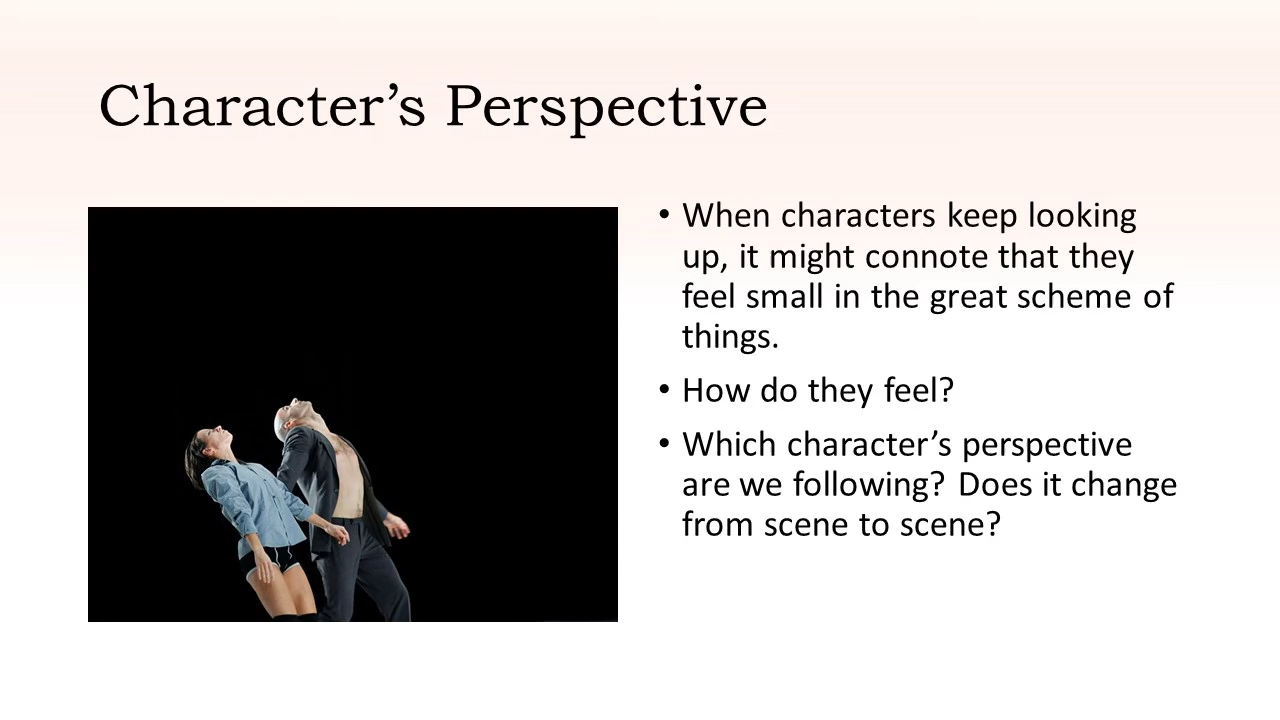 Character’s Perspective
• When characters keep looking
up, it might connote that they
feel small in the great scheme of
things.
• How do they feel?
• Which character’s perspective
are we following? Does it change
from scene to scene?